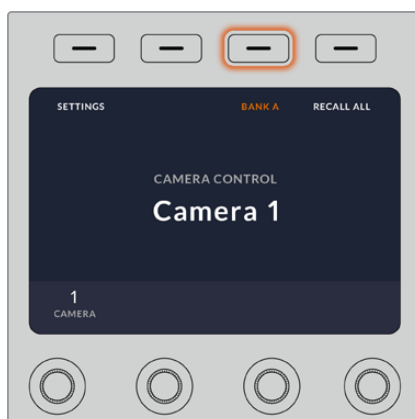 SETTINGS BANK A RECALL ALL
CAMERA CONTROL
Camera 1
1
CAMERA